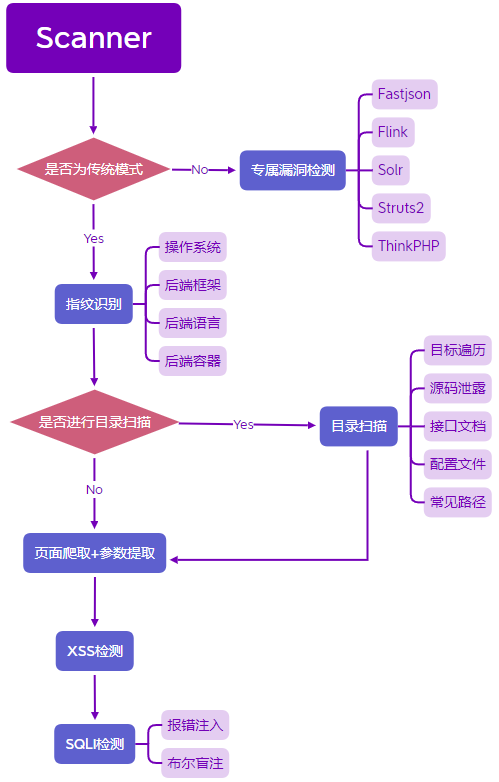 Scanner
是否为传统模式
No
专属漏洞检测
Fastjson
Flink
Solr
Struts2
ThinkPHP
Yes
指纹识别
操作系统
后端框架
后端语言
后端容器
是否进行目录扫描
Yes
目录扫描
目标遍历
源码泄露
接口文档
配置文件
常见路径
No
页面爬取+参数提取
XSS检测
SQLI检测
报错注入
布尔盲注